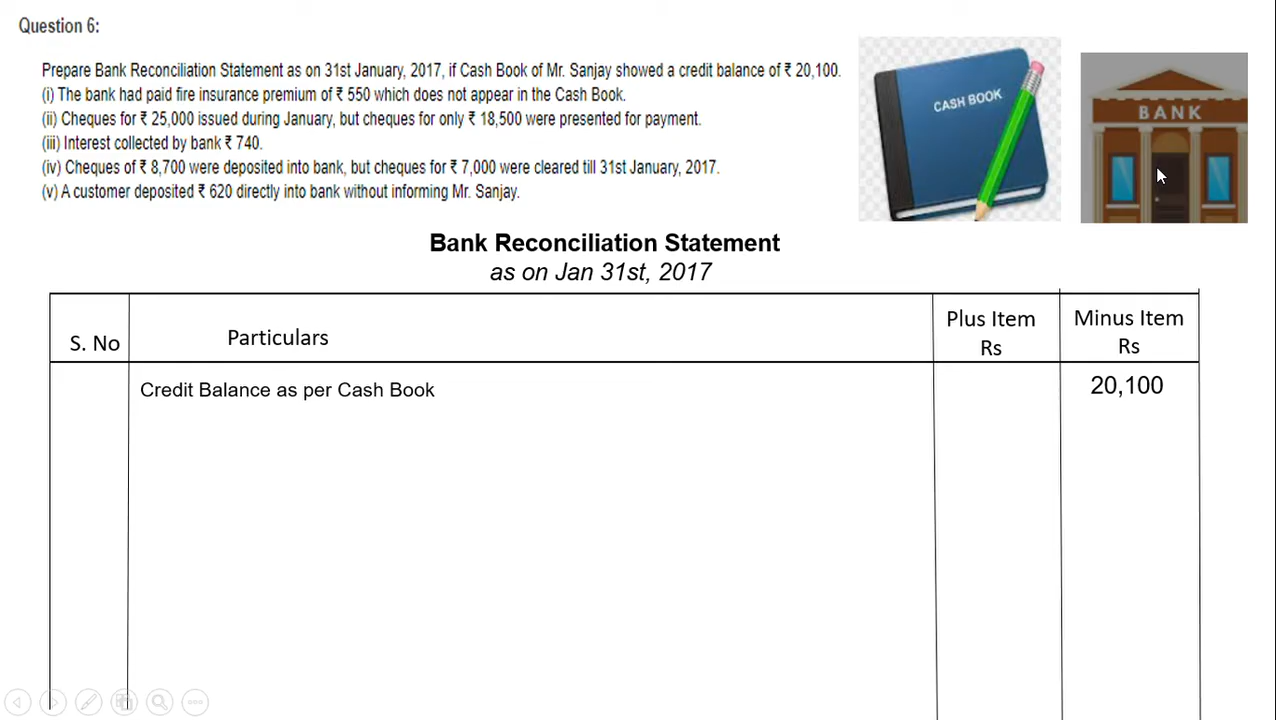 Question 6:
Prepare Bank Reconciliation Statement as on 31st January, 2017, if Cash Book of Mr. Sanjay showed a credit balance of ₹ 20,100.
(i) The bank had paid fire insurance premium of ₹ 550 which does not appear in the Cash Book.
(ii) Cheques for ₹ 25,000 issued during January, but cheques for only ₹ 18,500 were presented for payment.
(iii) Interest collected by bank ₹ 740.
(iv) Cheques of ₹ 8,700 were deposited into bank, but cheques for ₹ 7,000 were cleared till 31st January, 2017.
(v) A customer deposited ₹ 620 directly into bank without informing Mr. Sanjay.
CASH BOOK
BANK
Bank Reconciliation Statement
as on Jan 31st, 2017
S. No Particulars Plus Item Rs Minus Item Rs
Credit Balance as per Cash Book 20,100